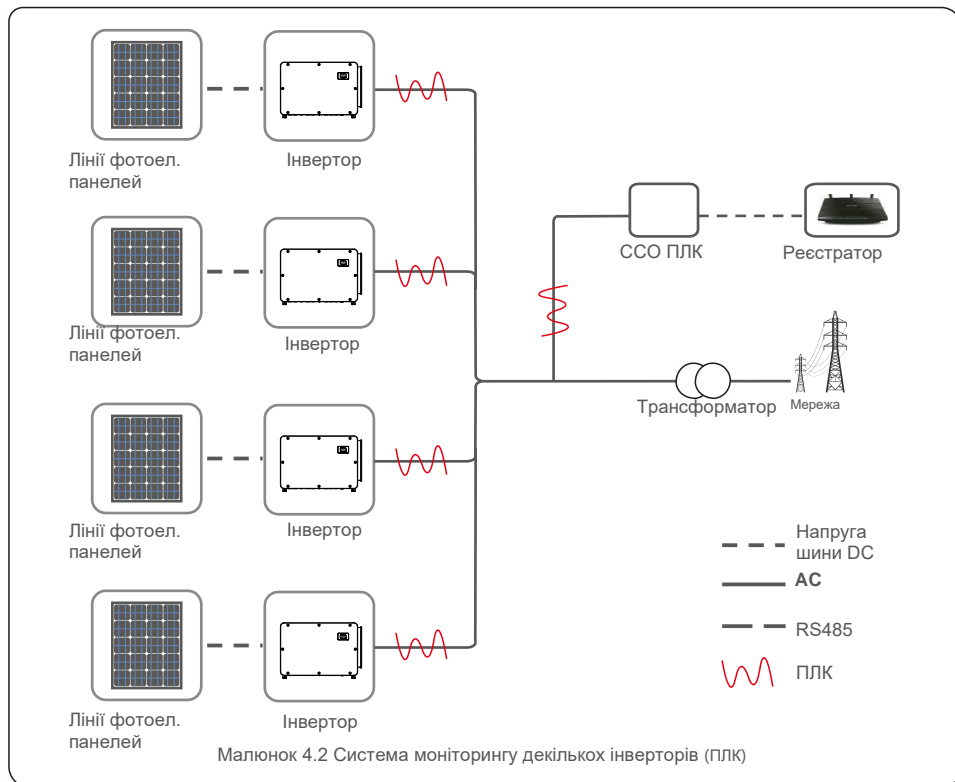 Лінії фотоел.
панелей
Інвертор
ССО ПЛК
Реєстратор
Лінії фотоел.
панелей
Інвертор
Трансформатор
Мережа
Лінії фотоел.
панелей
Інвертор
Напруга
шини DC
AC
RS485
ПЛК
Лінії фотоел.
панелей
Інвертор
Малюнок 4.2 Система моніторингу декількох інверторів (ПЛК)